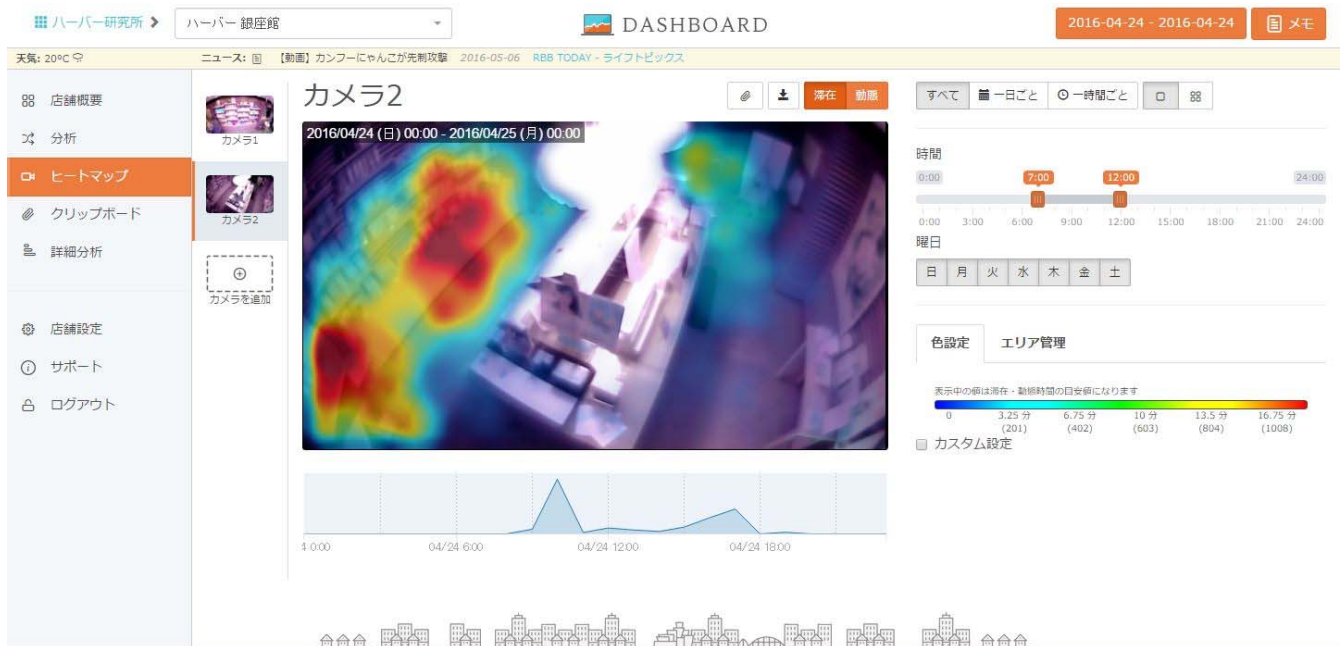 ハーバー研究所
ハーバー 銀座館
DASHBOARD
2016-04-24 - 2016-04-24
メモ
天気: 20ºC
ニュース:
【動画】カンフーにゃんこが先制攻撃 2016-05-06 RBB TODAY - ライフトピックス
店舗概要
分析
ヒートマップ
クリップボード
詳細分析
店舗設定
サポート
ログアウト
カメラ1
カメラ2
カメラを追加
カメラ2
滞在 動態
2016/04/24 (日) 00:00 - 2016/04/25 (月) 00:00
4 0:00 04/24 6:00 04/24 12:00 04/24 18:00
すべて 一日ごと 一時間ごと
時間
0:00 7:00 12:00 24:00
0:00 3:00 6:00 9:00 12:00 15:00 18:00 21:00 24:00
曜日
日 月 火 水 木 金 土
色設定 エリア管理
表示中の値は滞在・動態時間の目安値になります
0 3.25 分 6.75 分 10 分 13.5 分 16.75 分
(201) (402) (603) (804) (1008)
カスタム設定